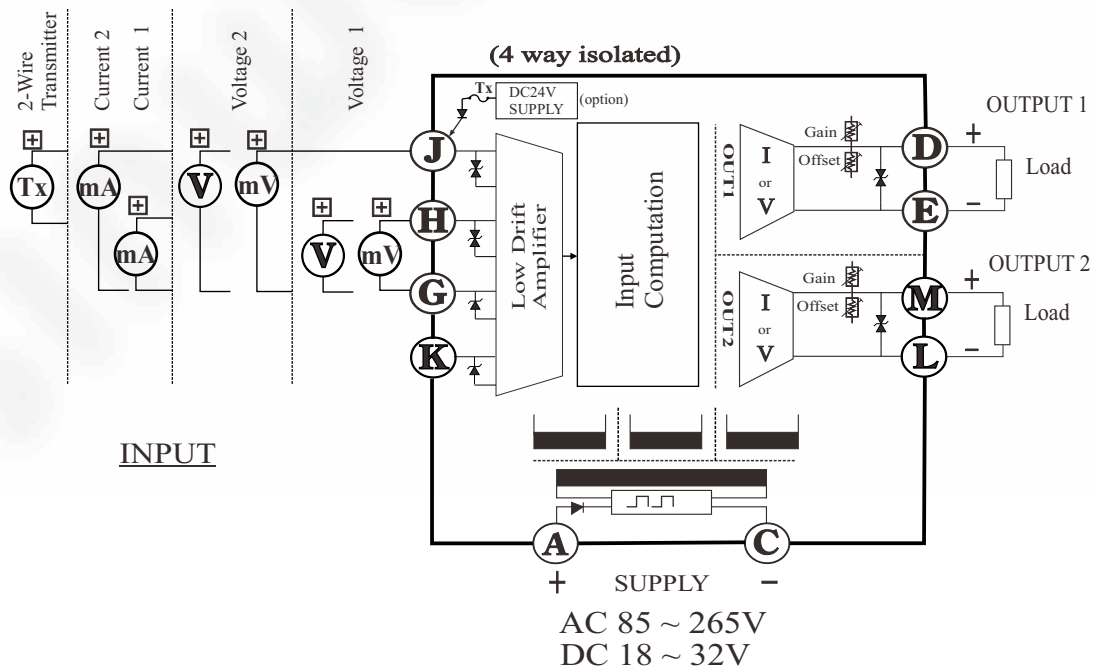 (4 way isolated)
2-Wire
Transmitter
Current 2
Current 1
Voltage 2
Voltage 1
Tx
DC24V
SUPPLY
(option)
+
+
+
+
+
+
+
Tx
mA
mA
V
mV
V
mV
J
H
G
K
Low Drift
Amplifier
Input
Computation
OUT1
I
or
V
Gain
Offset
D
E
+
−
OUTPUT 1
Load
OUT2
I
or
V
Gain
Offset
M
L
+
−
OUTPUT 2
Load
INPUT
A
C
+ SUPPLY −
AC 85 ~ 265V
DC 18 ~ 32V